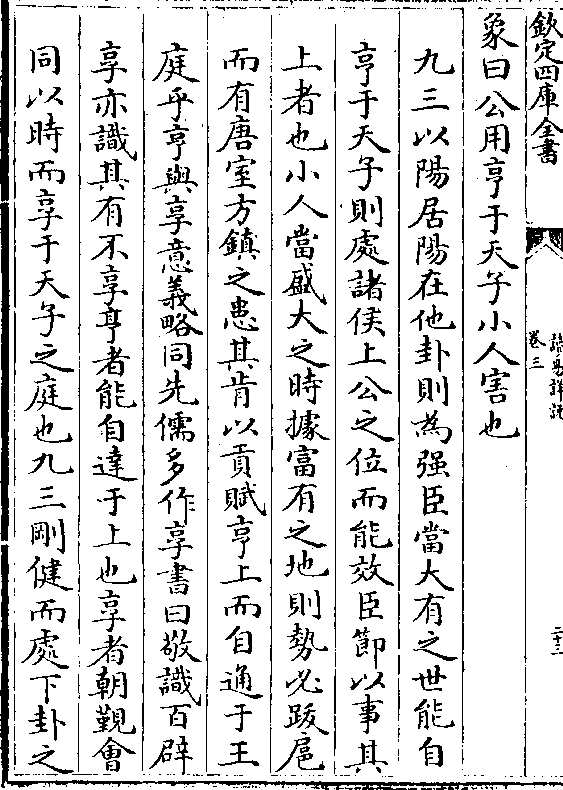 欽定四庫全書
讀易詳說
卷三
二十二
象曰公用亨于天子小人害也
九三以陽居陽在他卦則為强臣當大有之世能自
亨于天子則處諸侯上公之位而能效臣節以事其
上者也小人當盛大之時據富有之地則勢必跋扈
而有唐室方鎮之患其肯以貢賦亨上而自通于王
庭乎亨與享意義略同先儒多作享書曰敬識百辟
享亦識其有不享亨者能自達于上也享者朝覲會
同以時而享于天子之庭也九三剛健而處下卦之